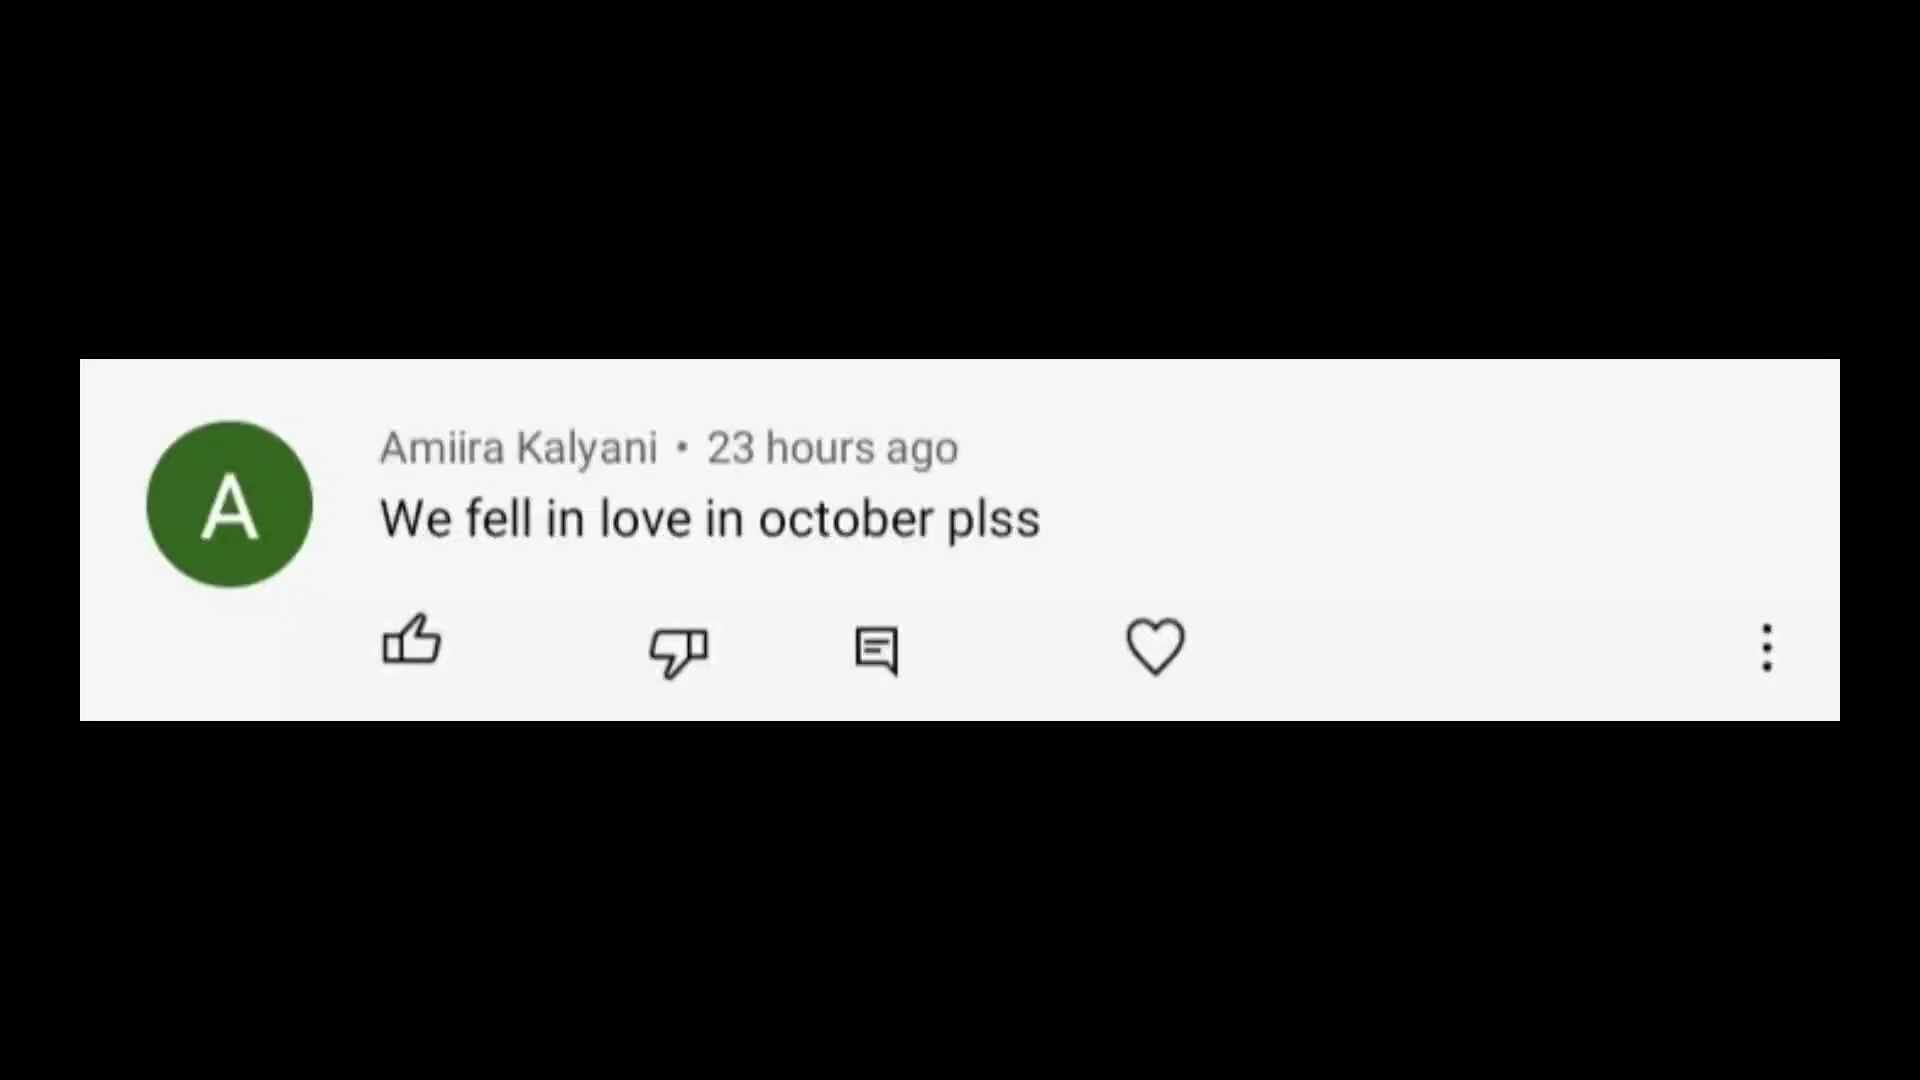 A
Amiira Kalyani • 23 hours ago
We fell in love in october plss